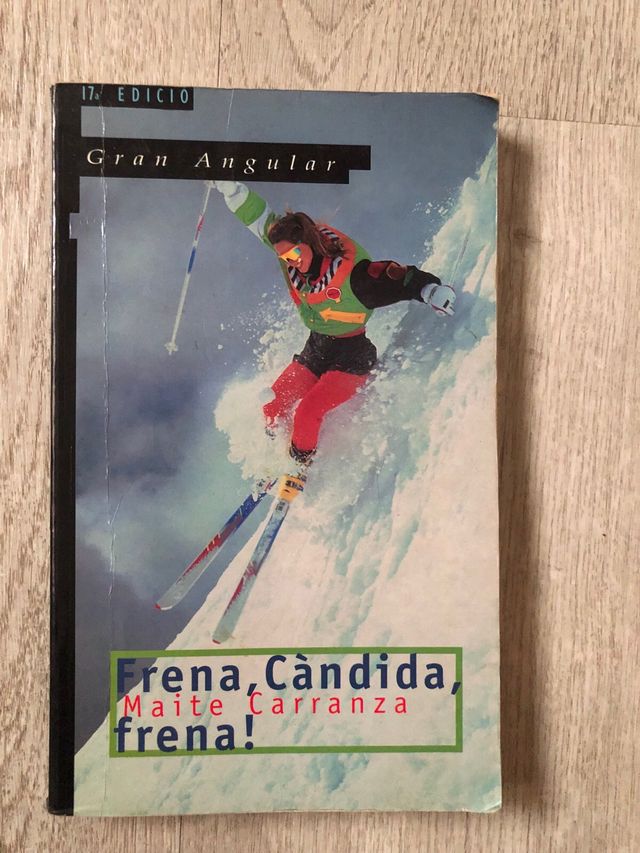 17a EDICIO
Gran Angular
Frena, Càndida,
Maite Carranza
frena!